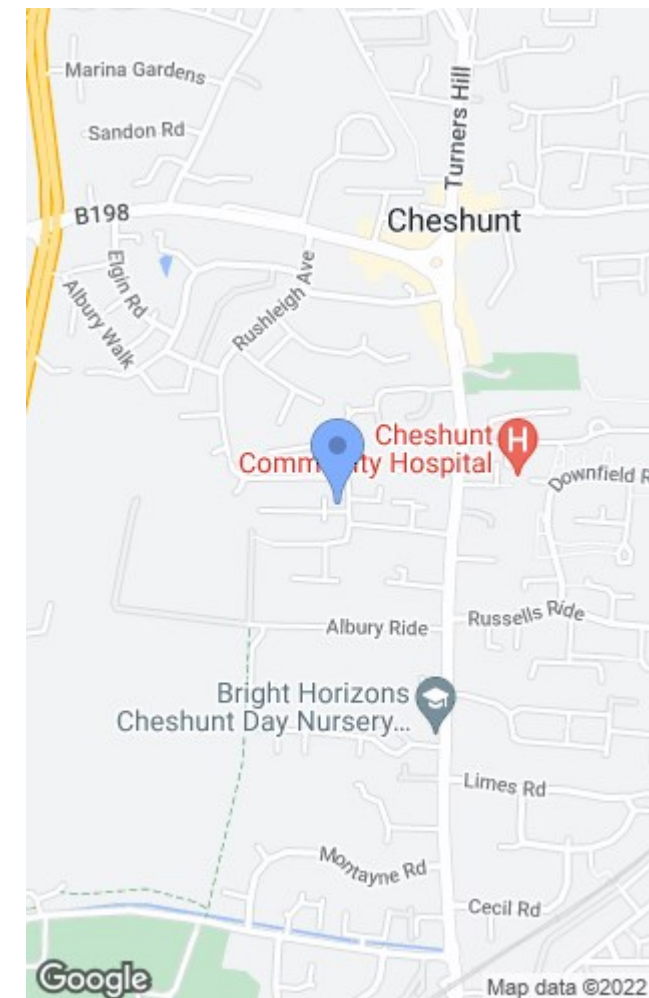 Marina Gardens
Sandon Rd
Turners Hill
B198
Cheshunt
Elgin Rd
Albury Walk
Rushleigh Ave
Cheshunt
Community Hospital
H
Downfield R
Albury Ride
Russells Ride
Bright Horizons
Cheshunt Day Nursery...
Limes Rd
Montayne Rd
Cecil Rd
Google
Map data ©2022